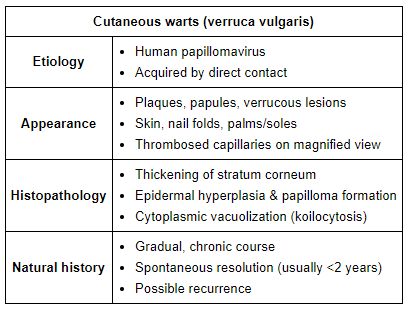 Cutaneous warts (verruca vulgaris)
Etiology
• Human papillomavirus
• Acquired by direct contact
Appearance
• Plaques, papules, verrucous lesions
• Skin, nail folds, palms/soles
• Thrombosed capillaries on magnified view
Histopathology
• Thickening of stratum corneum
• Epidermal hyperplasia & papilloma formation
• Cytoplasmic vacuolization (koilocytosis)
Natural history
• Gradual, chronic course
• Spontaneous resolution (usually <2 years)
• Possible recurrence